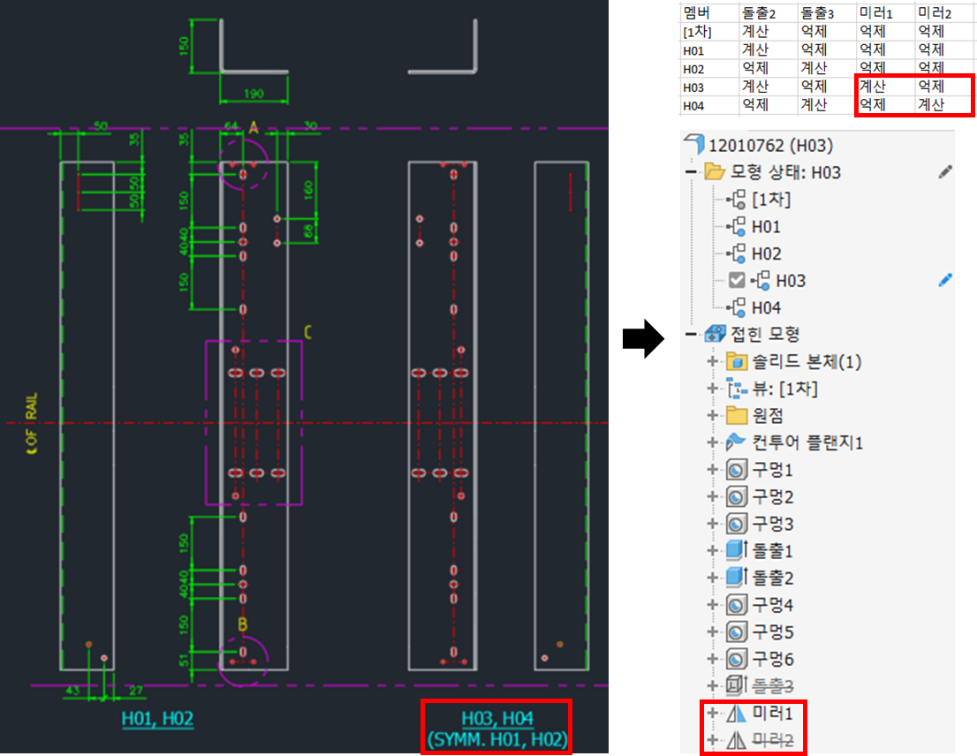 150
190
50
35
50
50
43
27
H01, H02
64
A
30
35
160
68
150
4040
150
C
℄OF RAIL
150
4040
150
B
51
H03, H04
(SYMM. H01, H02)
멤버 돌출2 돌출3 미러1 미러2
[1차] 계산 억제 억제 억제
H01 계산 억제 억제 억제
H02 억제 계산 억제 억제
H03 계산 억제 계산 억제
H04 억제 계산 억제 계산
12010762 (H03)
모형 상태: H03
[1차]
H01
H02
H03
H04
접힌 모형
솔리드 본체(1)
뷰: [1차]
원점
컨투어 플랜지1
구멍1
구멍2
구멍3
돌출1
돌출2
구멍4
구멍5
구멍6
돌출3
미러1
미러2